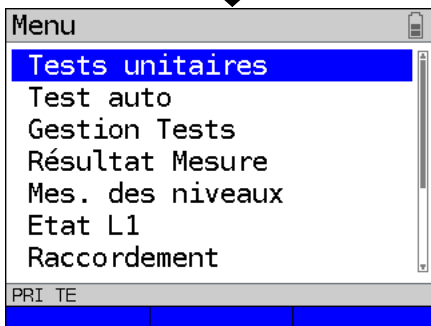 Menu
Tests unitaires
Test auto
Gestion Tests
Résultat Mesure
Mes. des niveaux
Etat L1
Raccordement
PRI TE